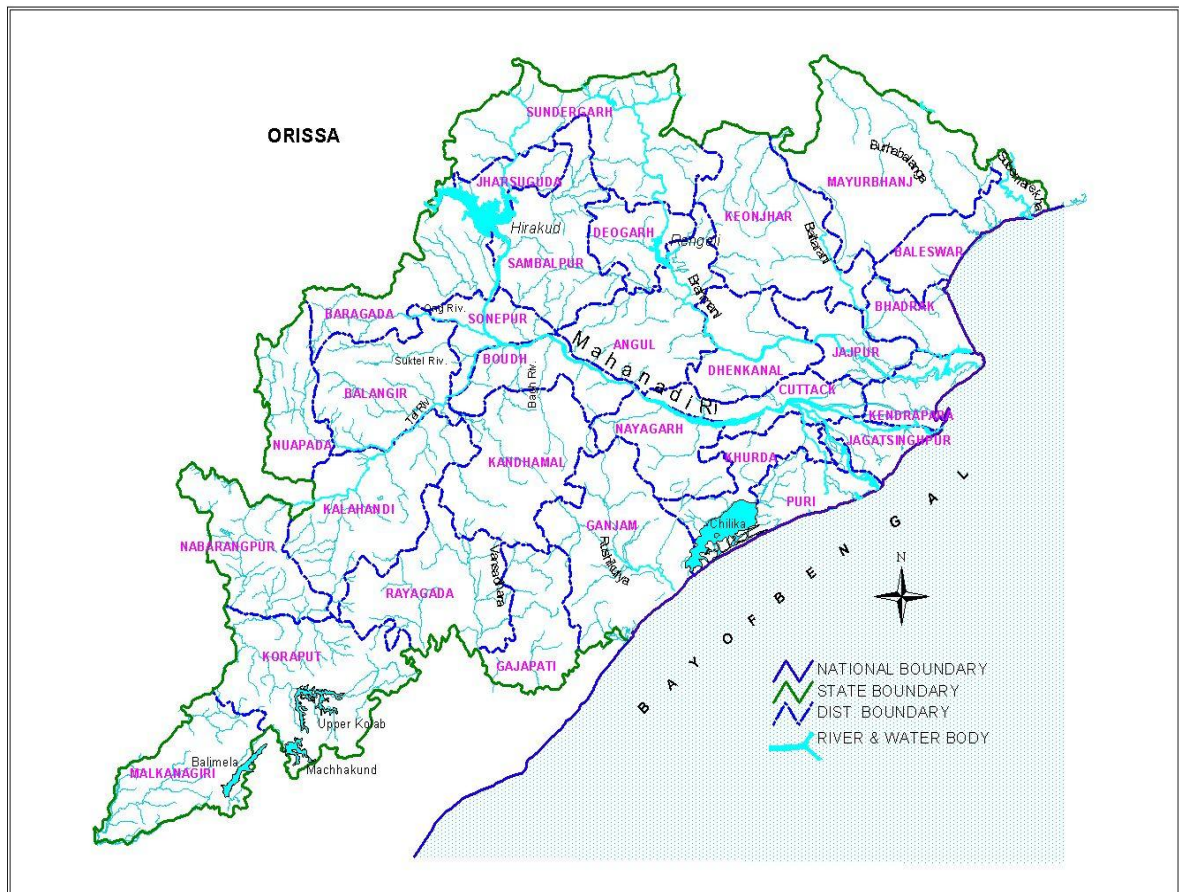 SUNDERGARH
ORISSA
Burhabalanga
Subarnarekha
JHARSUGUDA
MAYURBHANJ
KEONJHAR
Hirakud
DEOGARH
Rengali
Baitarani
BALESWAR
SAMBALPUR
Brahmani
BHADRAK
Ong Riv.
BARAGADA
SONEPUR
ANGUL
Mahanadi Ri
JAJPUR
Suktel Riv.
BOUDH
Bagh Riv.
DHENKANAL
BALANGIR
CUTTACK
Tel Riv
KENDRAPARA
NAYAGARH
JAGATSINGHPUR
NUAPADA
KANDHAMAL
KHURDA
PURI
KALAHANDI
GANJAM
Chilika
NABARANGPUR
Vansadhara
Rushikulya
BAY OF BENGAL
N
RAYAGADA
KORAPUT
GAJAPATI
NATIONAL BOUNDARY
STATE BOUNDARY
DIST. BOUNDARY
RIVER & WATER BODY
Upper Kolab
Balimela
Machhakund
MALKANAGIRI